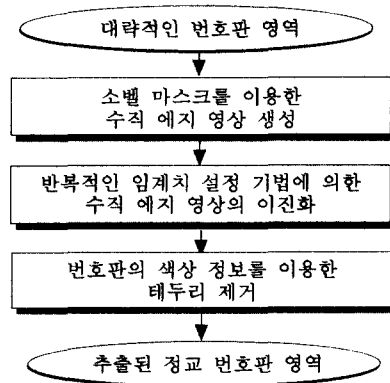 대략적인 번호판 영역
소벨 마스크를 이용한
수직 에지 영상 생성
반복적인 임계치 설정 기법에 의한
수직 에지 영상의 이진화
번호판의 색상 정보를 이용한
테두리 제거
추출된 정교 번호판 영역